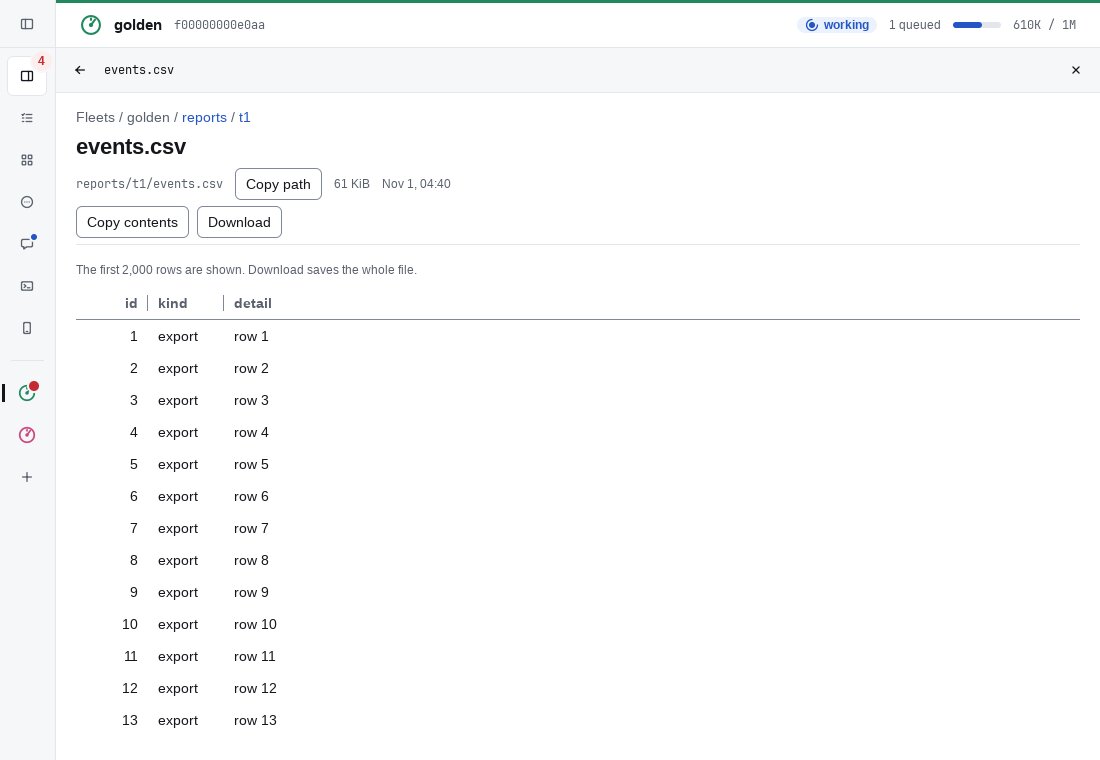 golden f00000000e0aa working 1 queued 610K / 1M
4
events.csv
Fleets / golden / reports / t1
events.csv
reports/t1/events.csv Copy path 61 KiB Nov 1, 04:40
Copy contents Download
The first 2,000 rows are shown. Download saves the whole file.
id kind detail
1 export row 1
2 export row 2
3 export row 3
4 export row 4
5 export row 5
6 export row 6
7 export row 7
8 export row 8
9 export row 9
10 export row 10
11 export row 11
12 export row 12
13 export row 13